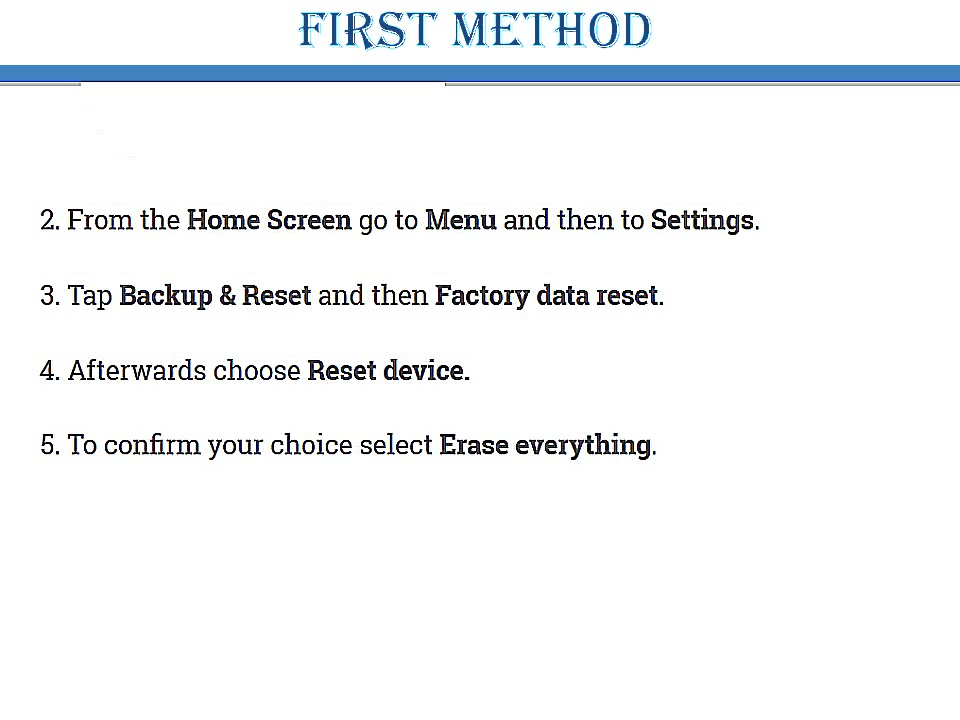 FIRST METHOD
2. From the Home Screen go to Menu and then to Settings.
3. Tap Backup & Reset and then Factory data reset.
4. Afterwards choose Reset device.
5. To confirm your choice select Erase everything.